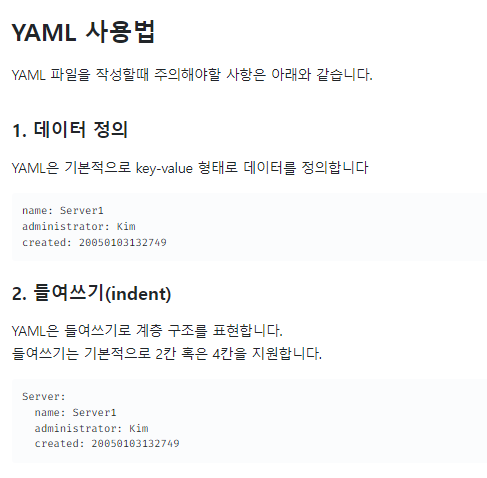 YAML 사용법
YAML 파일을 작성할때 주의해야할 사항은 아래와 같습니다.
1. 데이터 정의
YAML은 기본적으로 key-value 형태로 데이터를 정의합니다
name: Server1
administrator: Kim
created: 20050103132749
2. 들여쓰기(indent)
YAML은 들여쓰기로 계층 구조를 표현합니다.
들여쓰기는 기본적으로 2칸 혹은 4칸을 지원합니다.
Server:
  name: Server1
  administrator: Kim
  created: 20050103132749